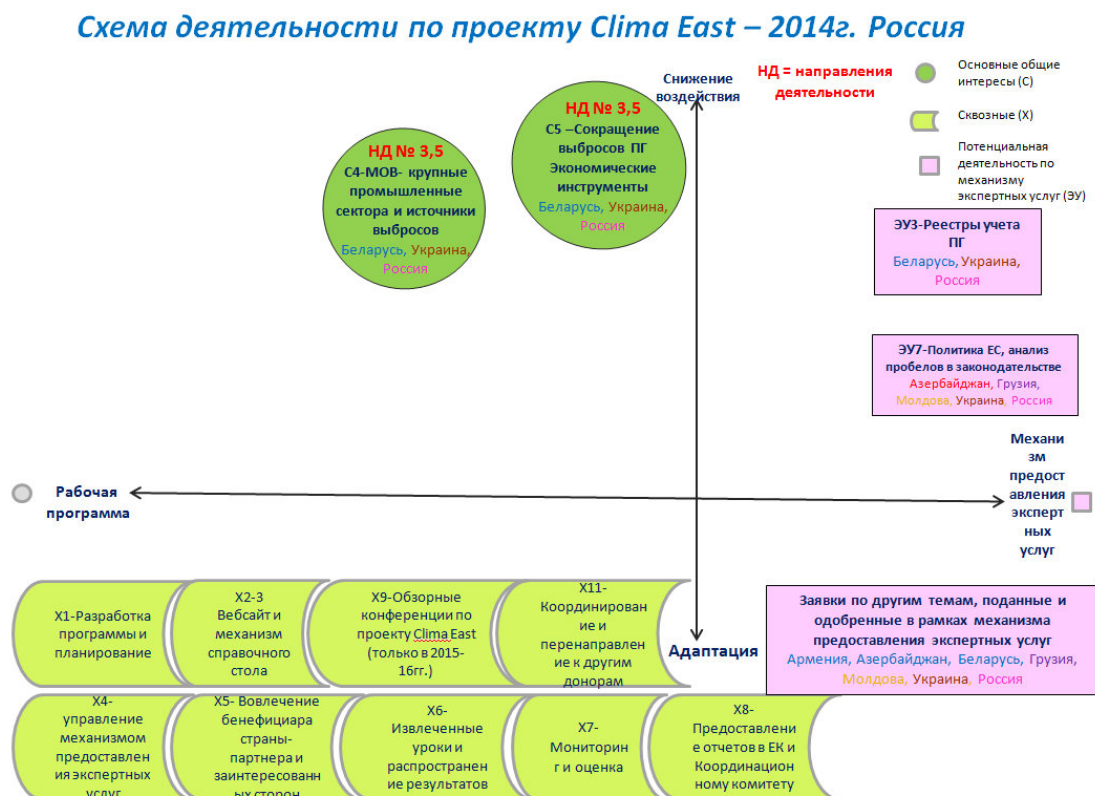 Схема деятельности по проекту Clima East – 2014г. Россия
Снижение
воздействия
НД = направления
деятельности
Основные общие
интересы (С)
Сквозные (Х)
Потенциальная
деятельность по
механизму
экспертных услуг (ЭУ)
НД № 3,5
С4-МОВ- крупные
промышленные
сектора и источники
выбросов
Беларусь, Украина,
Россия
НД № 3,5
С5 –Сокращение
выбросов ПГ
Экономические
инструменты
Беларусь, Украина,
Россия
ЭУ3-Реестры учета
ПГ
Беларусь, Украина,
Россия
ЭУ7-Политика ЕС, анализ
пробелов в законодательстве
Азербайджан, Грузия,
Молдова, Украина, Россия
Рабочая
программа
Механи
зм
предост
авления
эксперт
ных
услуг
Х1-Разработка
программы и
планирование
Х2-3
Вебсайт и
механизм
справочного
стола
Х9-Обзорные
конференции по
проекту Clima East
(только в 2015-
16гг.)
Х11-
Координирован
ие и
перенаправлен
ие к другим
донорам
Адаптация
Заявки по другим темам, поданные и
одобренные в рамках механизма
предоставления экспертных услуг
Армения, Азербайджан, Беларусь, Грузия,
Молдова, Украина, Россия
Х4-
управление
механизмом
предоставлен
ия экспертных
услуг
Х5- Вовлечение
бенефициара
страны-
партнера и
заинтересованн
ых сторон
Х6-
Извлеченные
уроки и
распространен
ие результатов
Х7-
Мониторин
г и оценка
Х8-
Предоставлени
е отчетов в ЕК и
Координацион
ному комитету